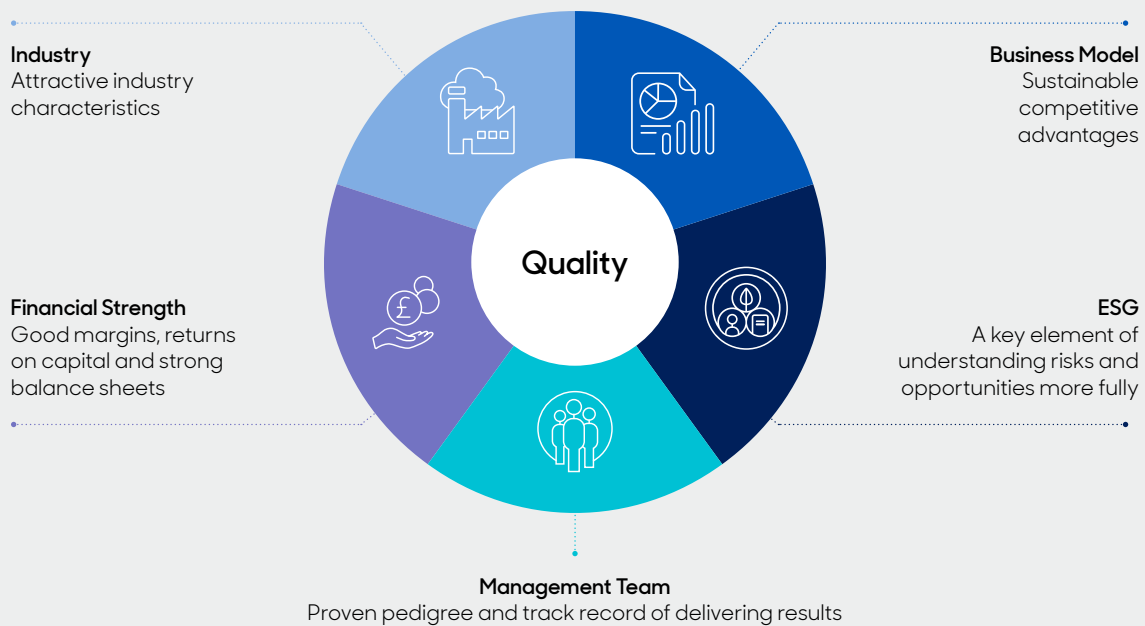 Industry
Attractive industry
characteristics
Business Model
Sustainable
competitive
advantages
Quality
£
Financial Strength
Good margins, returns
on capital and strong
balance sheets
ESG
A key element of
understanding risks and
opportunities more fully
Management Team
Proven pedigree and track record of delivering results